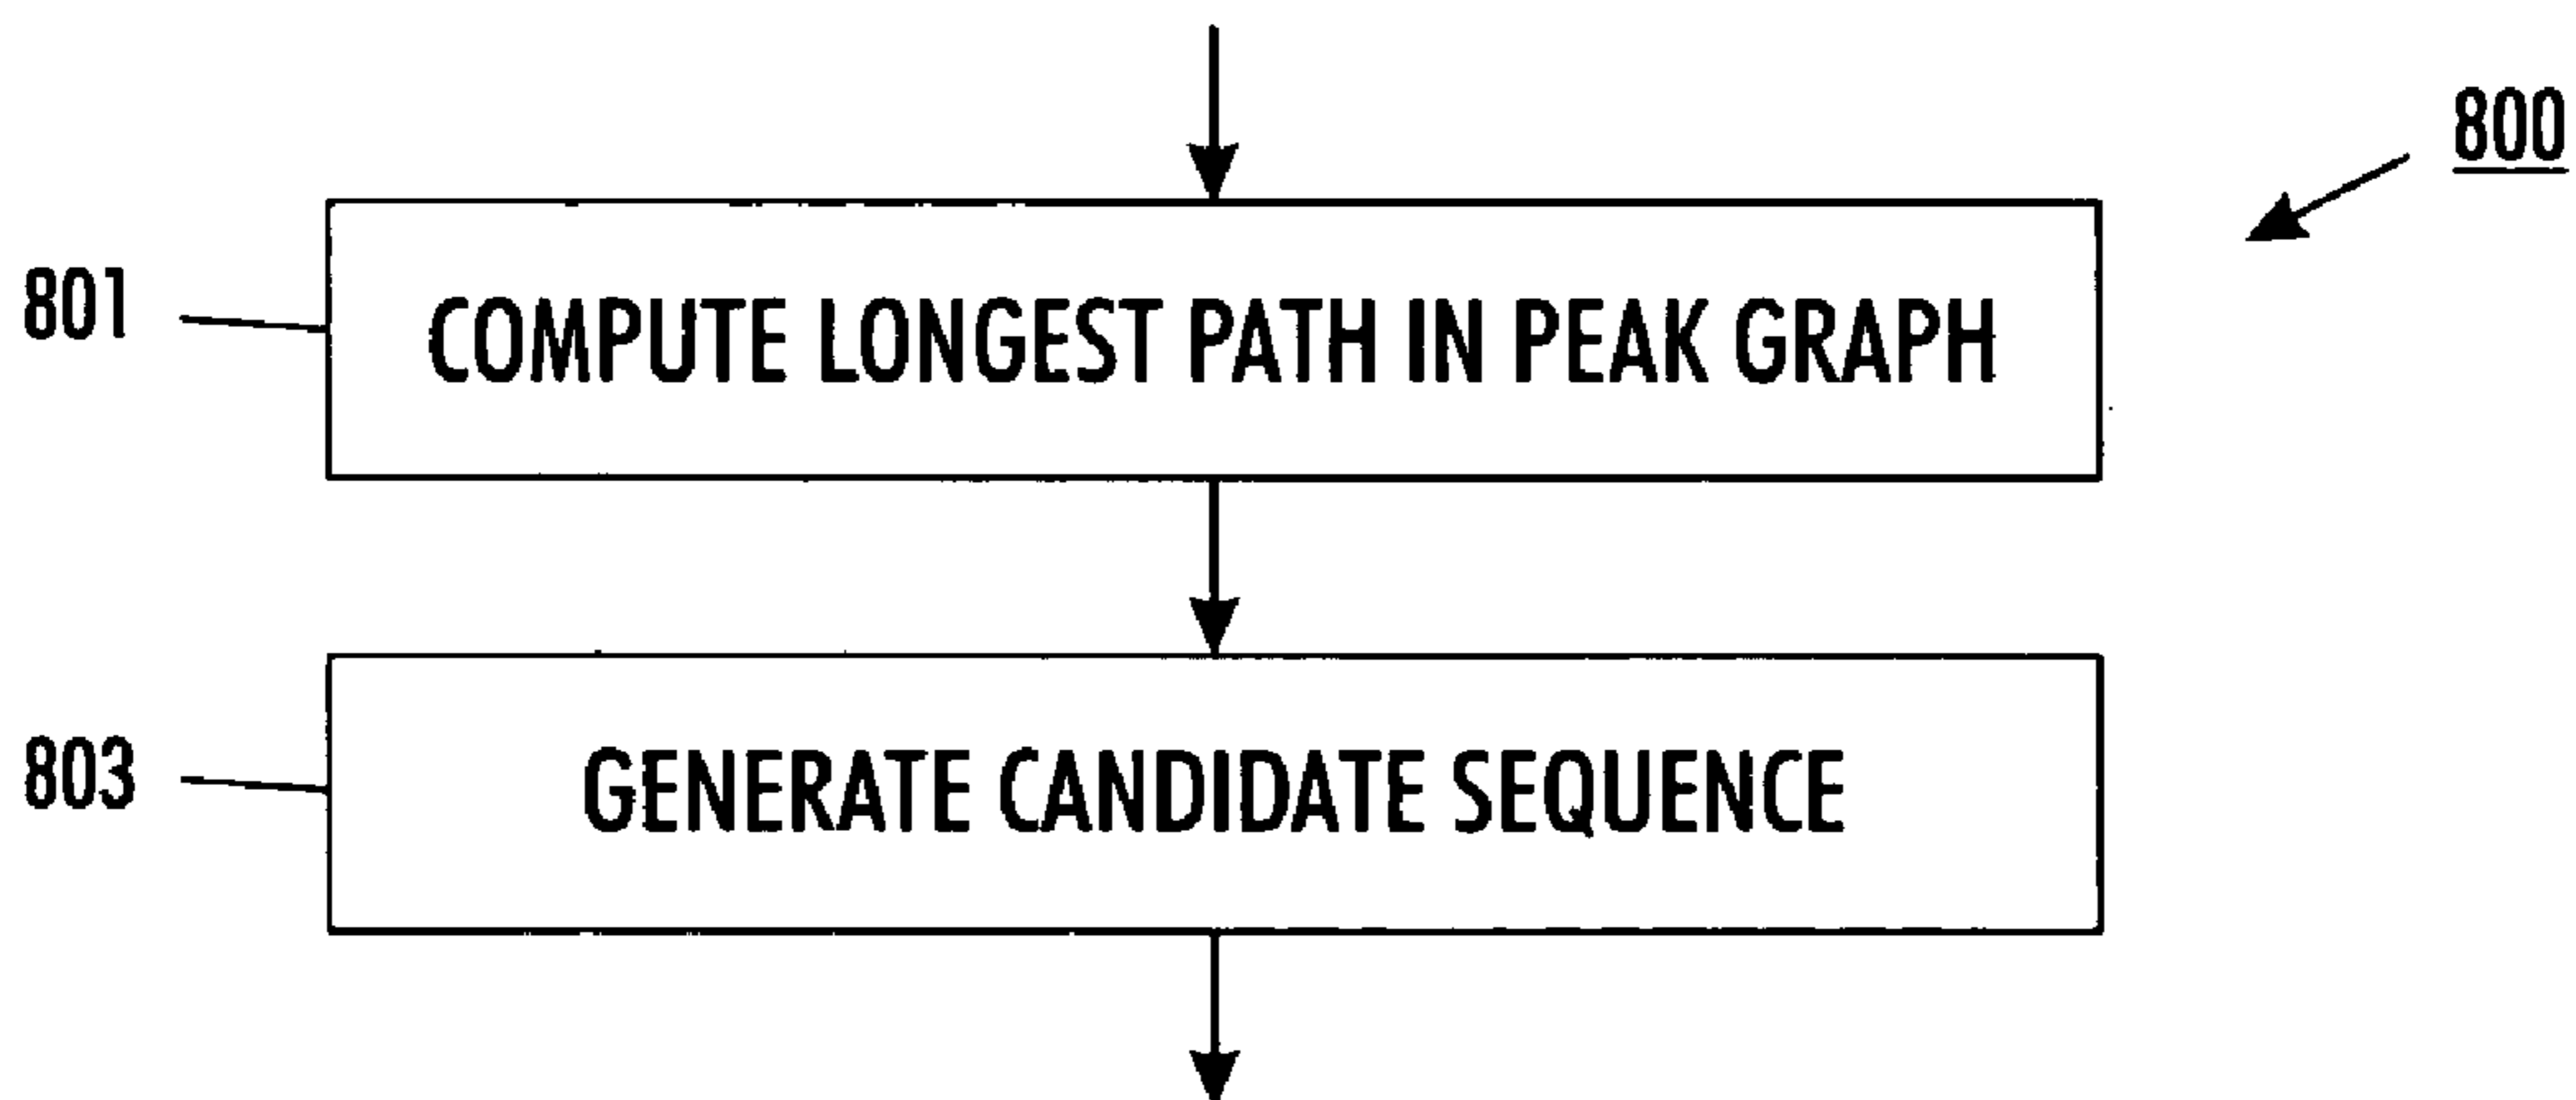 800
801
COMPUTE LONGEST PATH IN PEAK GRAPH
803
GENERATE CANDIDATE SEQUENCE